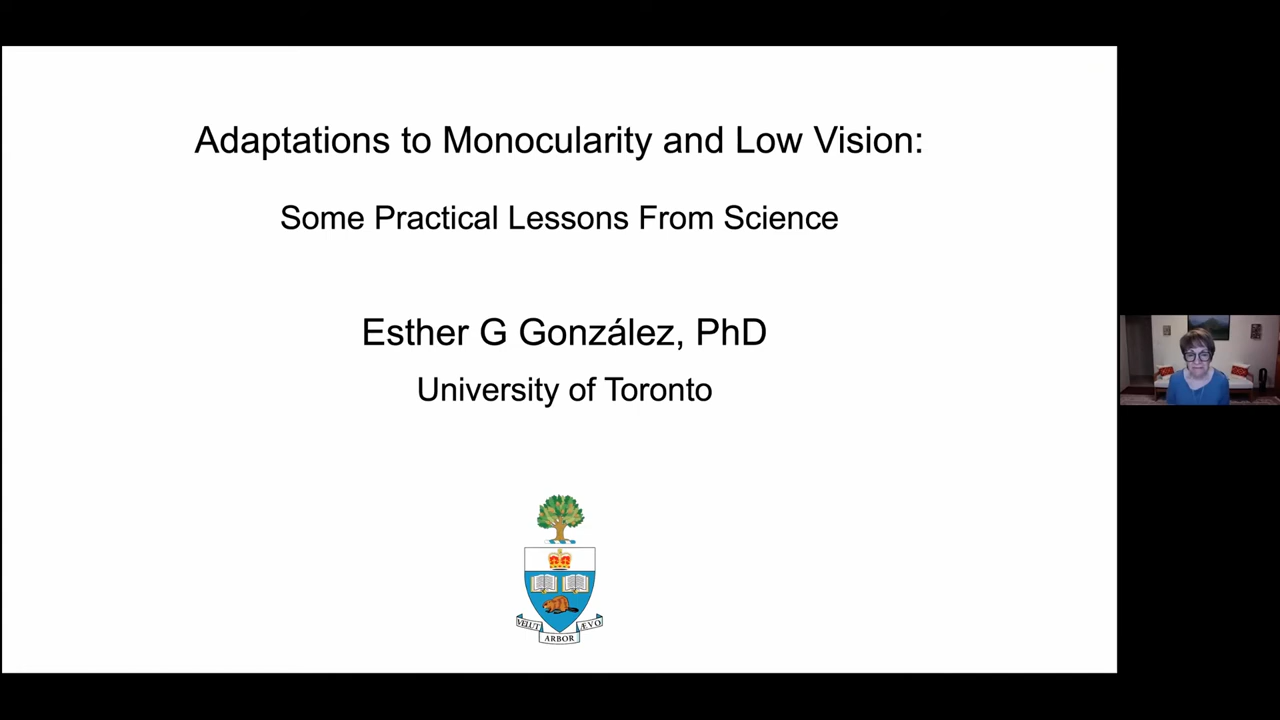 Adaptations to Monocularity and Low Vision:
Some Practical Lessons From Science
Esther G González, PhD
University of Toronto
VELUT ARBOR ÆVO